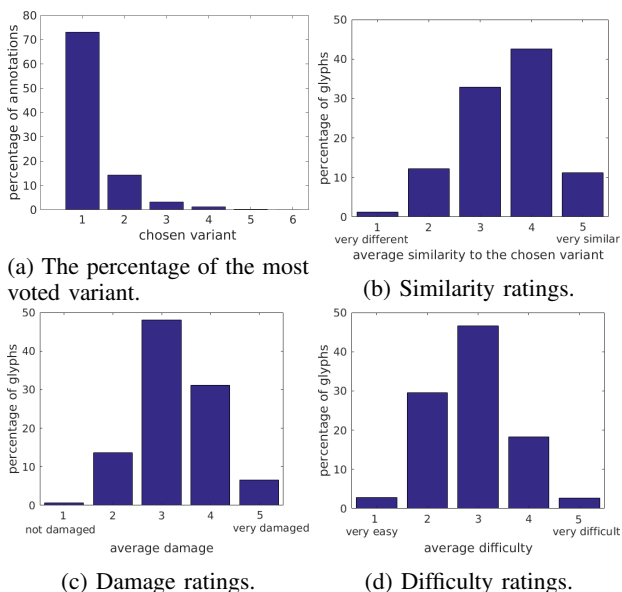 80
70
60
50
40
30
20
10
0
percentage of annotations
1 2 3 4 5 6
chosen variant
(a) The percentage of the most
voted variant.
50
40
30
20
10
0
percentage of glyphs
1 2 3 4 5
very different very similar
average similarity to the chosen variant
(b) Similarity ratings.
50
40
30
20
10
0
percentage of glyphs
1 2 3 4 5
not damaged very damaged
average damage
(c) Damage ratings.
50
40
30
20
10
0
percentage of glyphs
1 2 3 4 5
very easy very difficult
average difficulty
(d) Difficulty ratings.